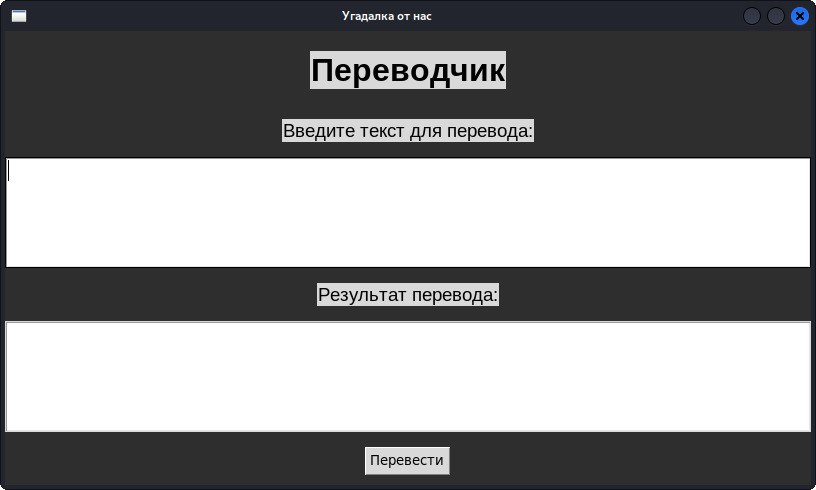 Угадалка от нас
Переводчик
Введите текст для перевода:
Результат перевода:
Перевести